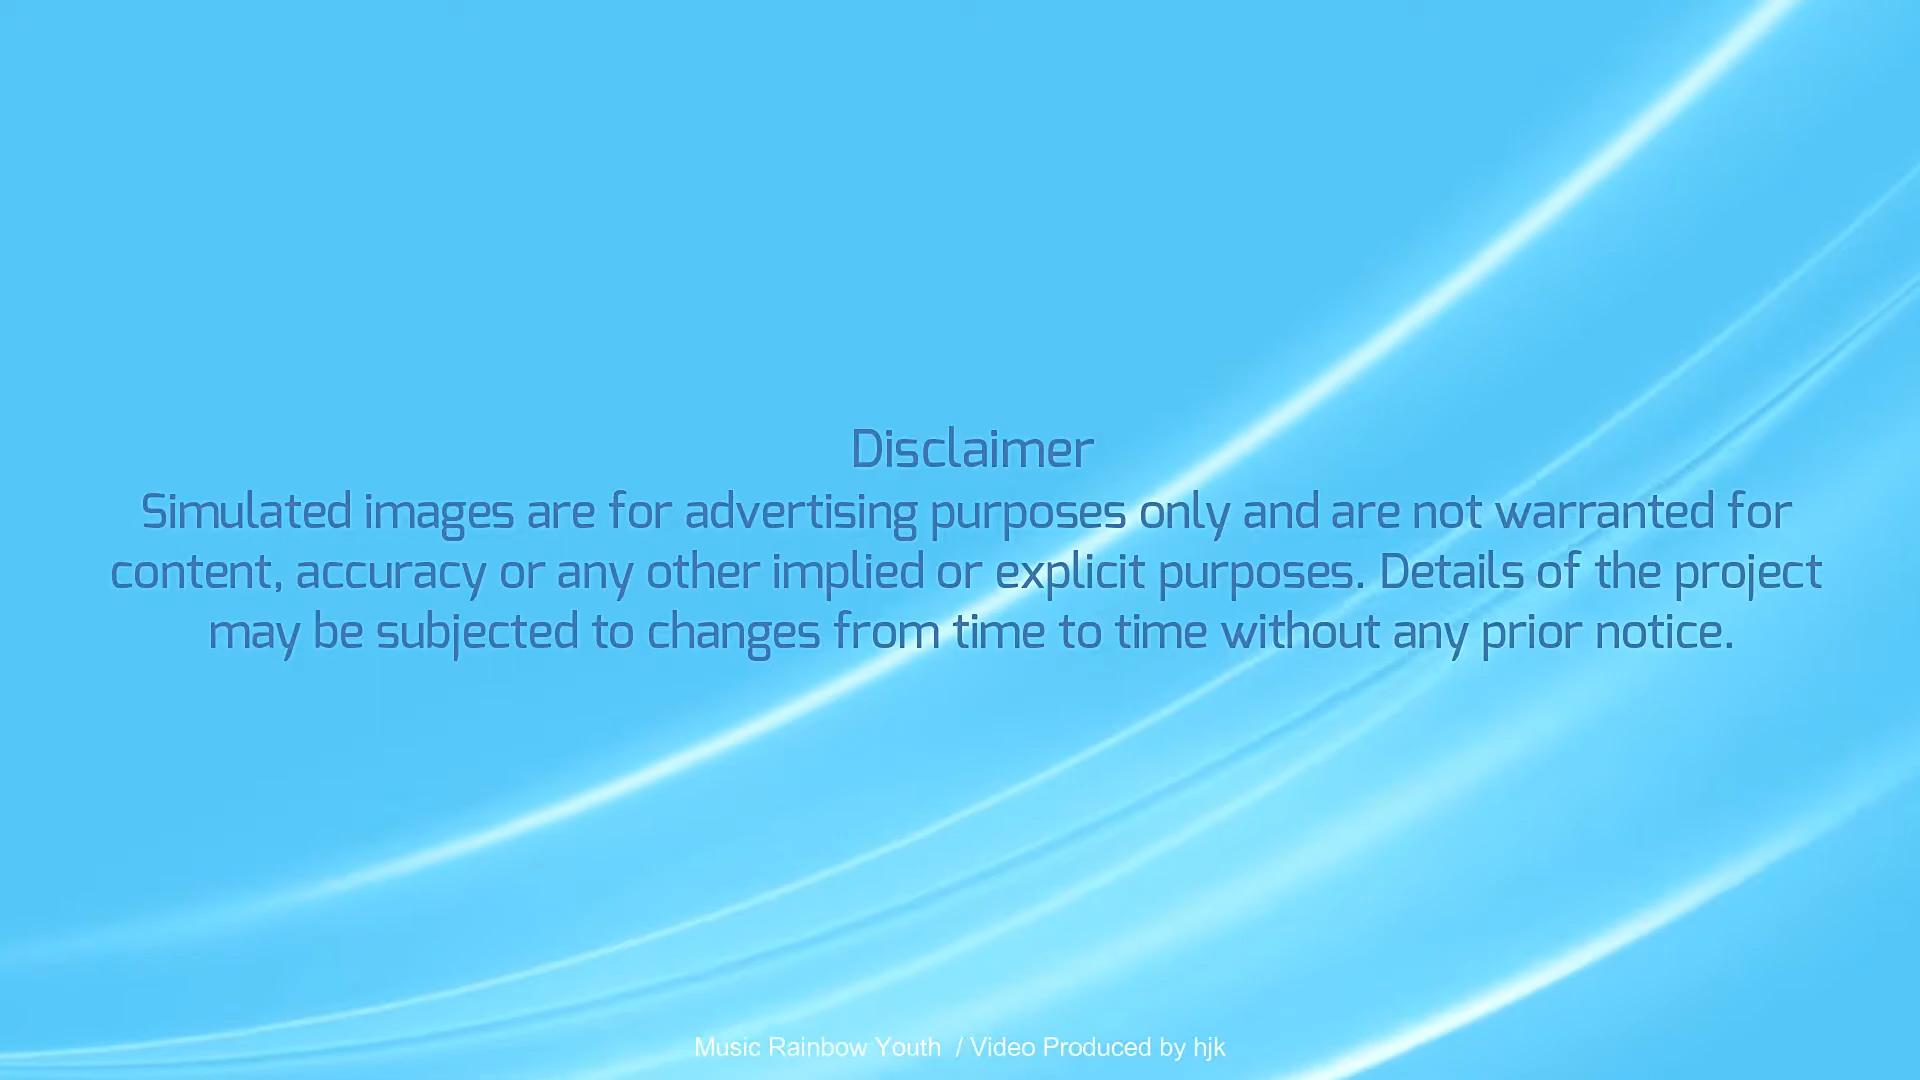 Disclaimer
Simulated images are for advertising purposes only and are not warranted for
content, accuracy or any other implied or explicit purposes. Details of the project
may be subjected to changes from time to time without any prior notice.
Music Rainbow Youth / Video Produced by hjk